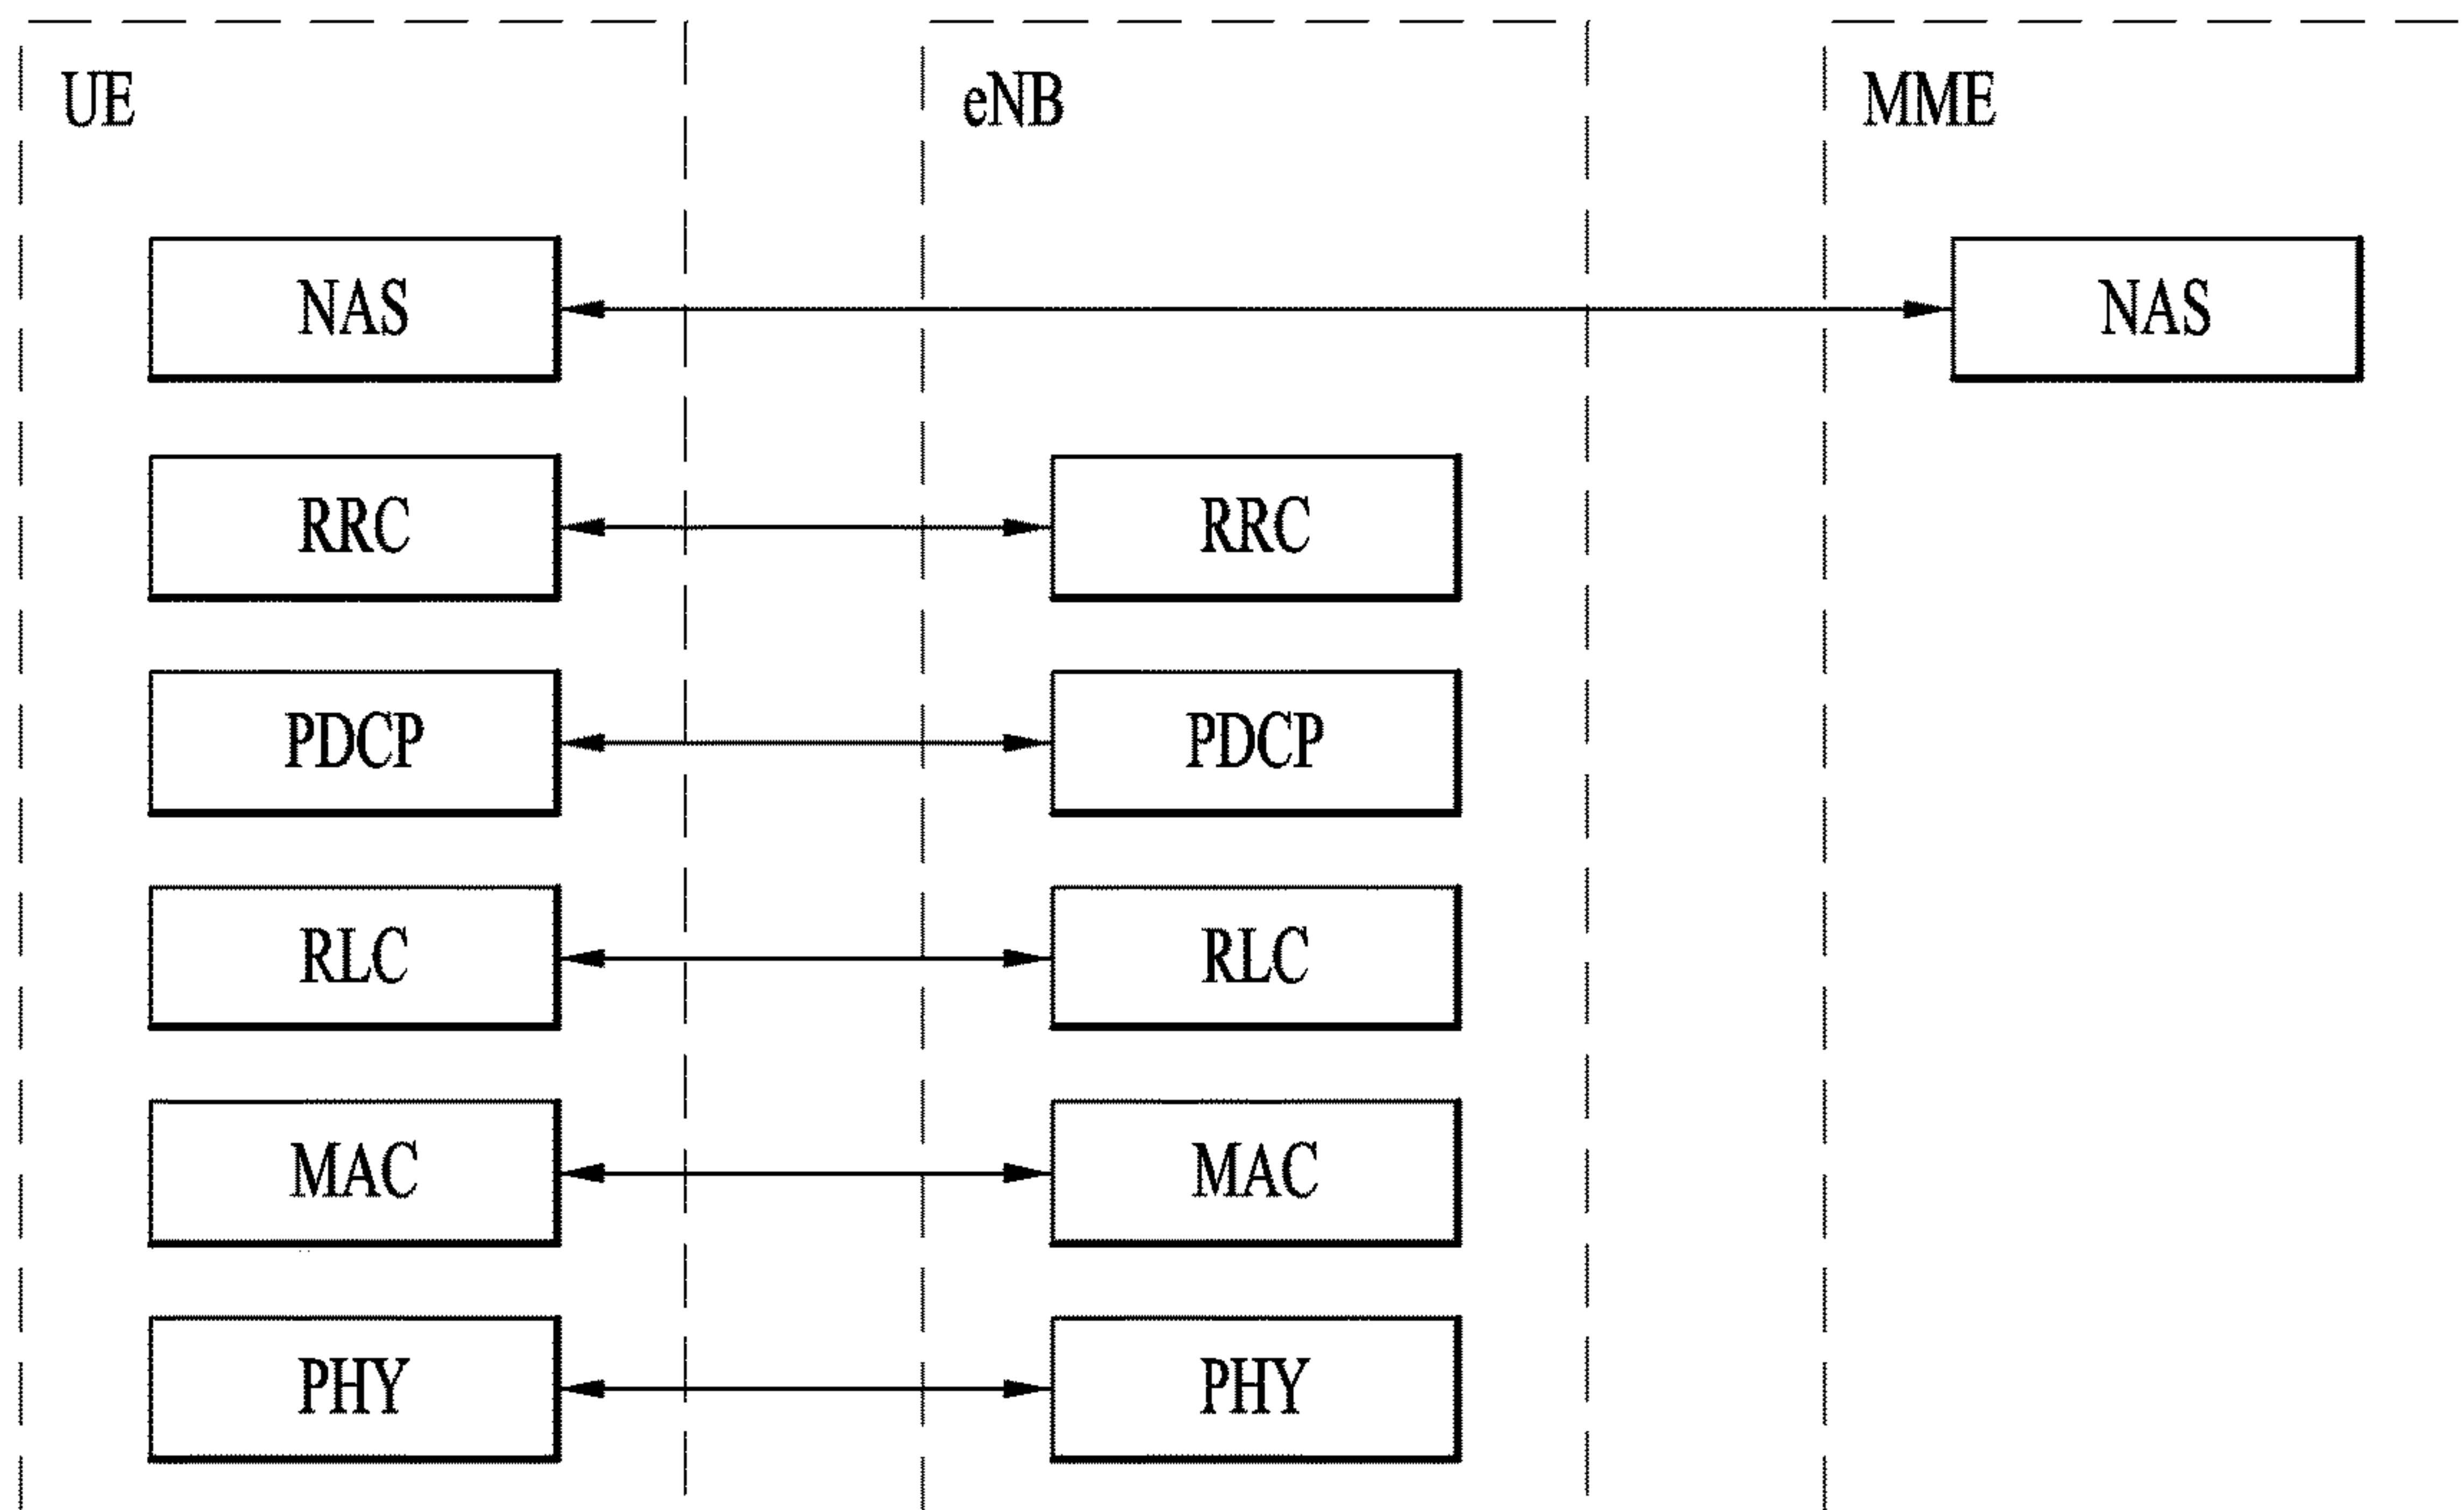 UE eNB MME
NAS NAS
RRC RRC
PDCP PDCP
RLC RLC
MAC MAC
PHY PHY